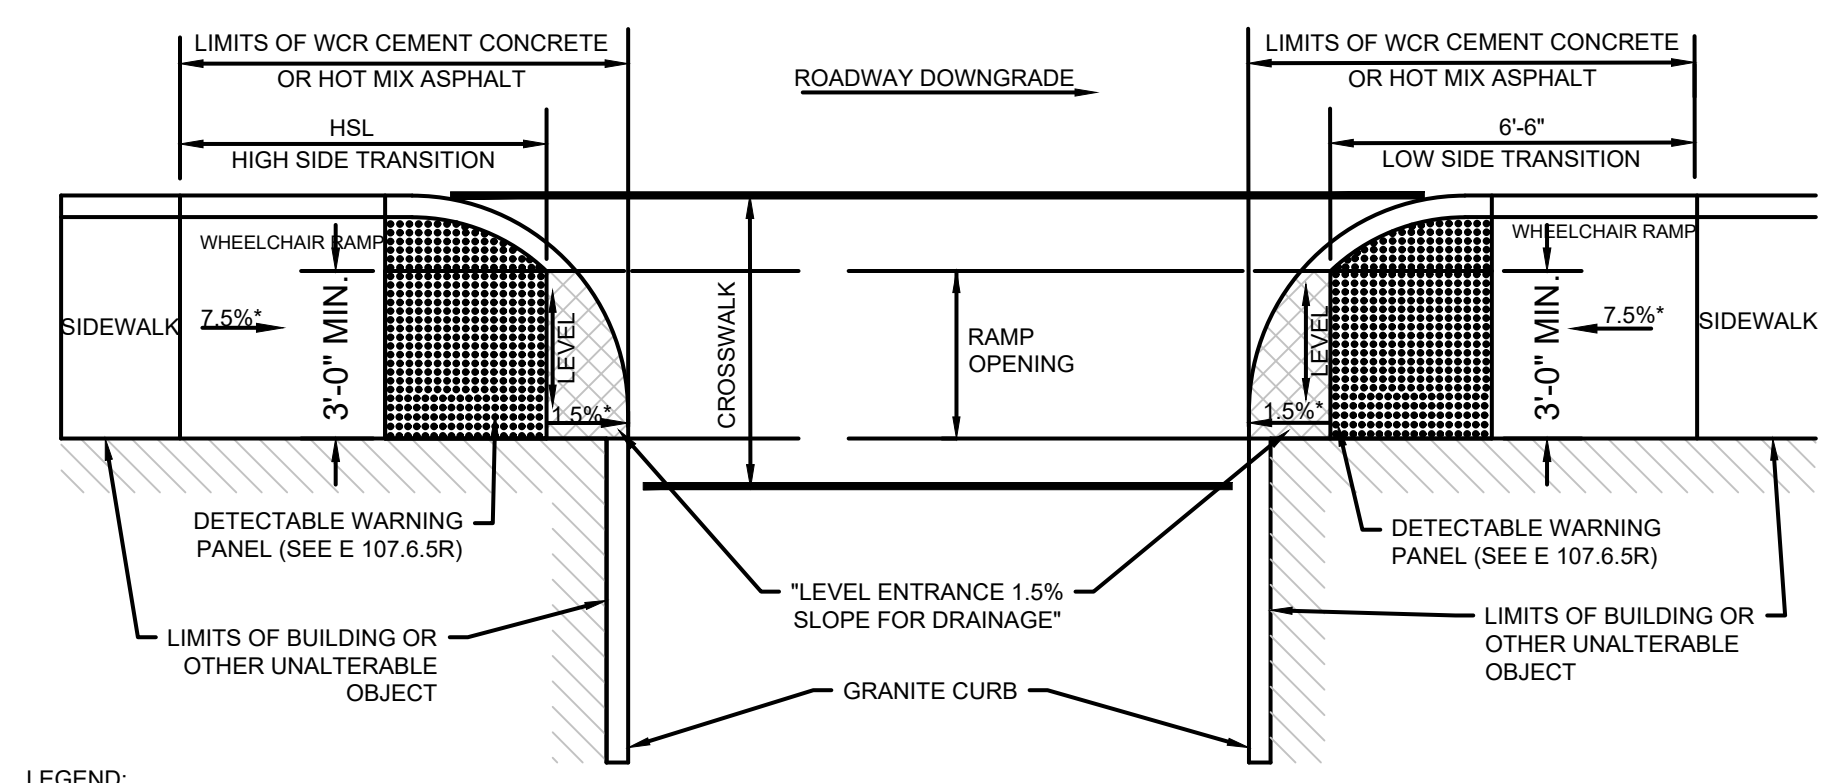 LIMITS OF WCR CEMENT CONCRETE
OR HOT MIX ASPHALT
ROADWAY DOWNGRADE
LIMITS OF WCR CEMENT CONCRETE
OR HOT MIX ASPHALT
HSL
HIGH SIDE TRANSITION
6'-6"
LOW SIDE TRANSITION
WHEELCHAIR RAMP
WHEELCHAIR RAMP
SIDEWALK
7.5%*
3'-0" MIN.
LEVEL
1.5%*
CROSSWALK
RAMP
OPENING
LEVEL
1.5%*
3'-0" MIN.
7.5%*
SIDEWALK
DETECTABLE WARNING
PANEL (SEE E 107.6.5R)
DETECTABLE WARNING
PANEL (SEE E 107.6.5R)
"LEVEL ENTRANCE 1.5%
SLOPE FOR DRAINAGE"
LIMITS OF BUILDING OR
OTHER UNALTERABLE
OBJECT
LIMITS OF BUILDING OR
OTHER UNALTERABLE
OBJECT
GRANITE CURB
LEGEND: